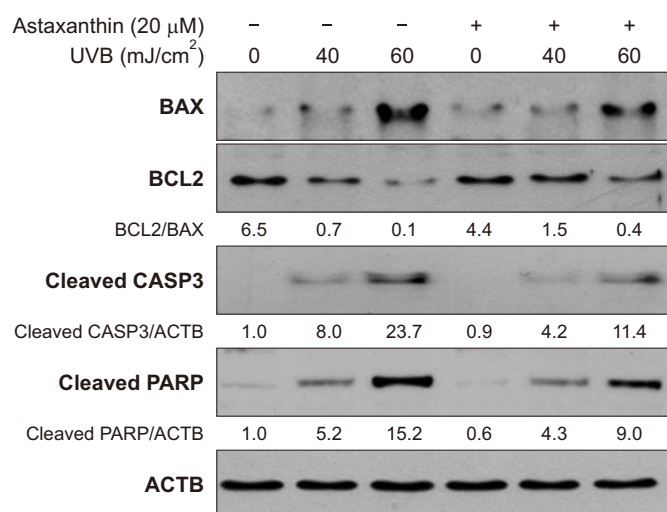 Astaxanthin (20 μM) – – – + + +
UVB (mJ/cm²) 0 40 60 0 40 60
BAX
BCL2
BCL2/BAX 6.5 0.7 0.1 4.4 1.5 0.4
Cleaved CASP3
Cleaved CASP3/ACTB 1.0 8.0 23.7 0.9 4.2 11.4
Cleaved PARP
Cleaved PARP/ACTB 1.0 5.2 15.2 0.6 4.3 9.0
ACTB